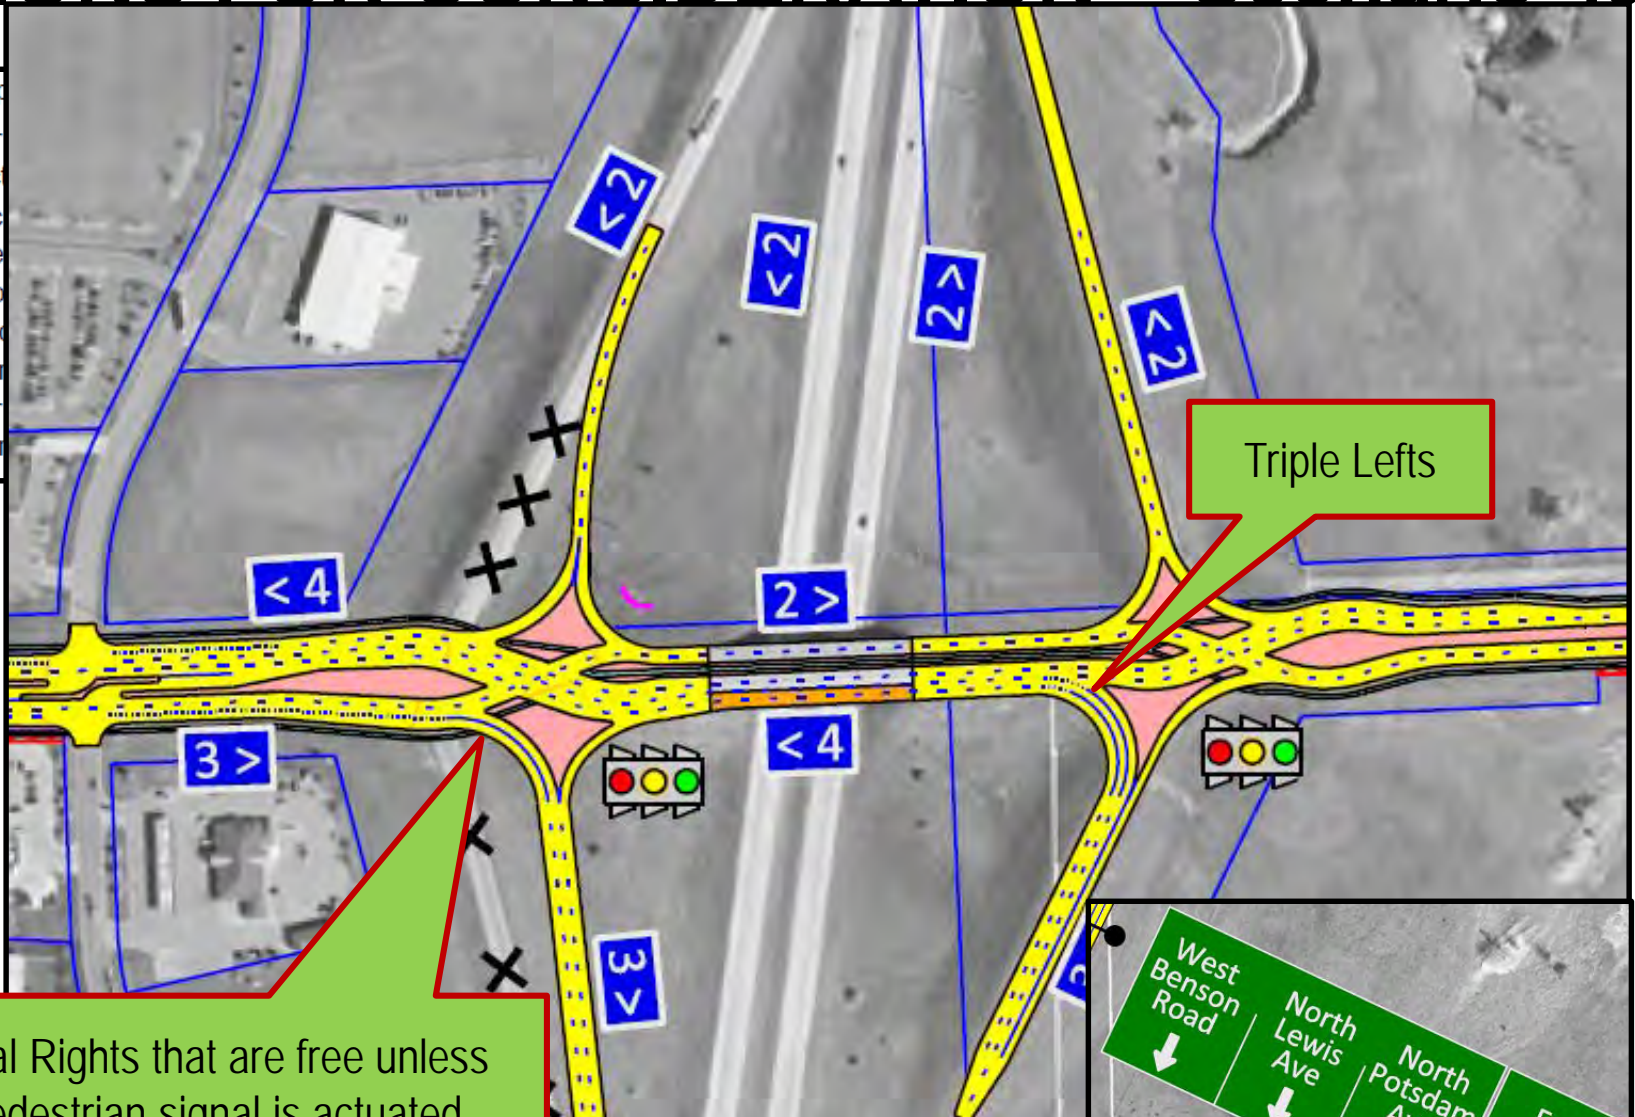 < 2
< 2
2 >
< 2
Triple Lefts
< 4
2 >
3 >
< 4
3 >
West
Benson
Road
North
Lewis
Ave
North
Potsdam
al Rights that are free unless
edestrian signal is actuated